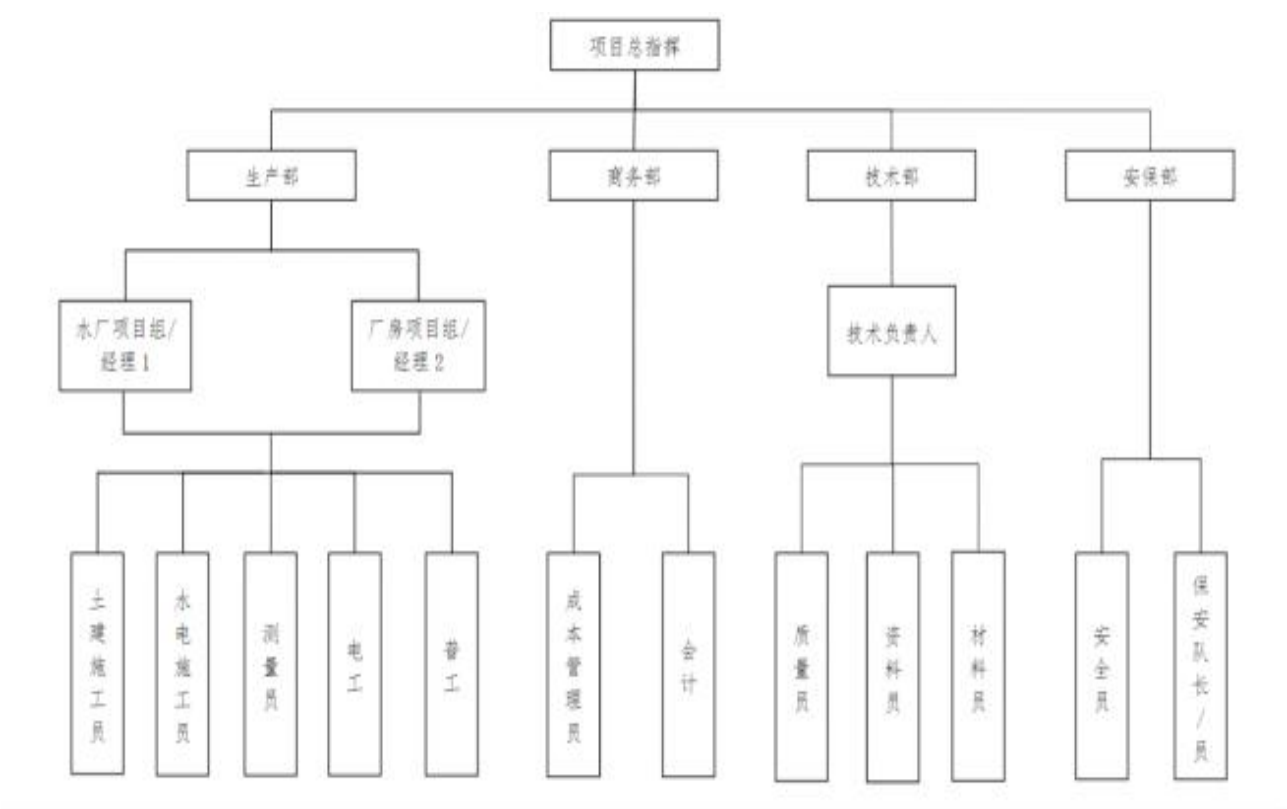 项目总指挥
生产部
商务部
技术部
安保部
水厂项目组/
经理1
厂房项目组/
经理2
技术负责人
土建施工员
水电施工员
测量员
电工
普工
成本管理员
会计
质量员
资料员
材料员
安全员
保安队长/员